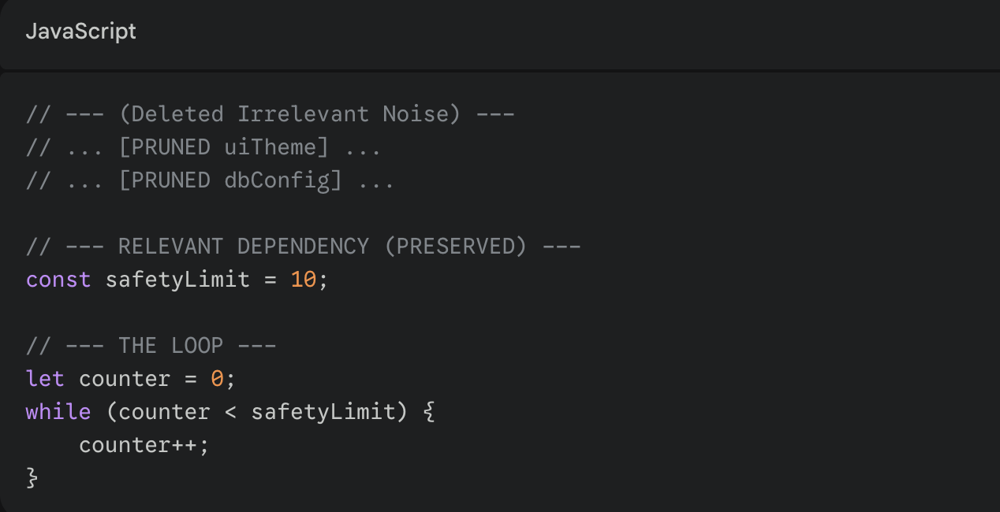 JavaScript
// --- (Deleted Irrelevant Noise) ---
// ... [PRUNED uiTheme] ...
// ... [PRUNED dbConfig] ...
// --- RELEVANT DEPENDENCY (PRESERVED) ---
const safetyLimit = 10;
// --- THE LOOP ---
let counter = 0;
while (counter < safetyLimit) {
    counter++;
}